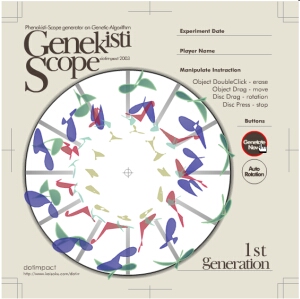 Phenakisti-Scope generator on Genetic-Algorithm
Genekisti
Scope
dotimpact 2003
Experiment Date
Player Name
Manipulate Instruction
Object DoubleClick - erase
Object Drag - move
Disc Drag - rotation
Disc Press - stop
Buttons
Generate
New
Auto
Rotation
dotimpact
1st
generation